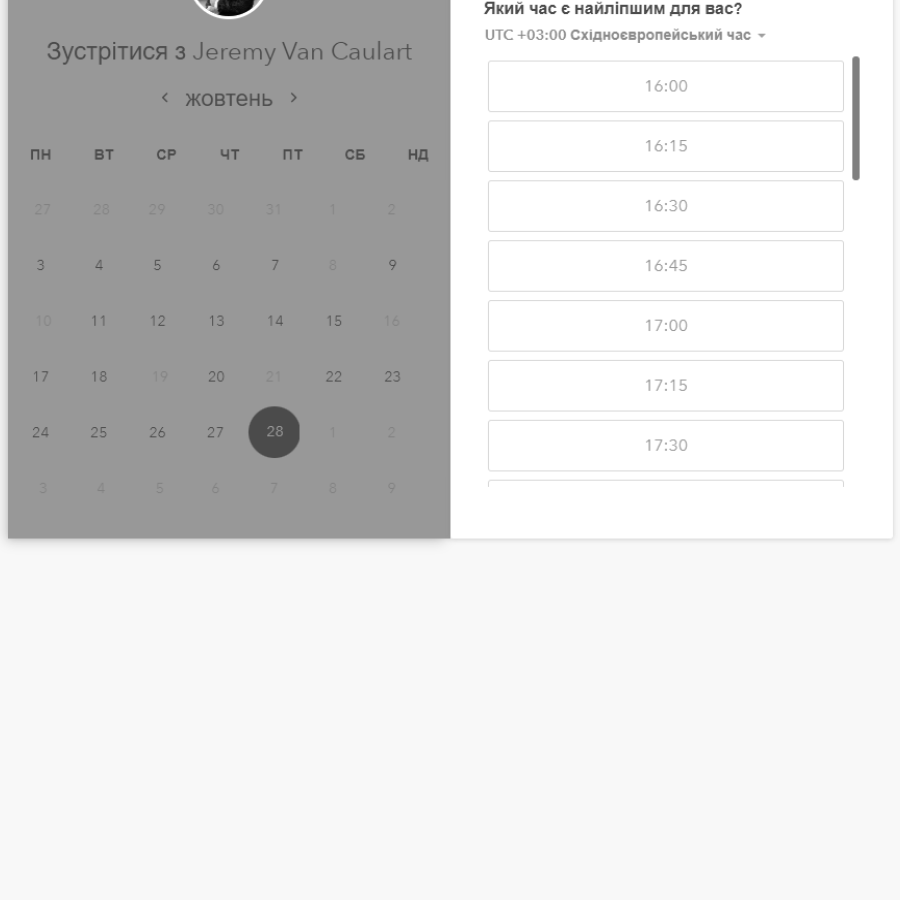 Зустрітися з Jeremy Van Caulart
жовтень
ПН ВТ СР ЧТ ПТ СБ НД
27 28 29 30 31 1 2
3 4 5 6 7 8 9
10 11 12 13 14 15 16
17 18 19 20 21 22 23
24 25 26 27 28 1 2
3 4 5 6 7 8 9
Який час є найліпшим для вас?
UTC +03:00 Східноєвропейський час
16:00
16:15
16:30
16:45
17:00
17:15
17:30